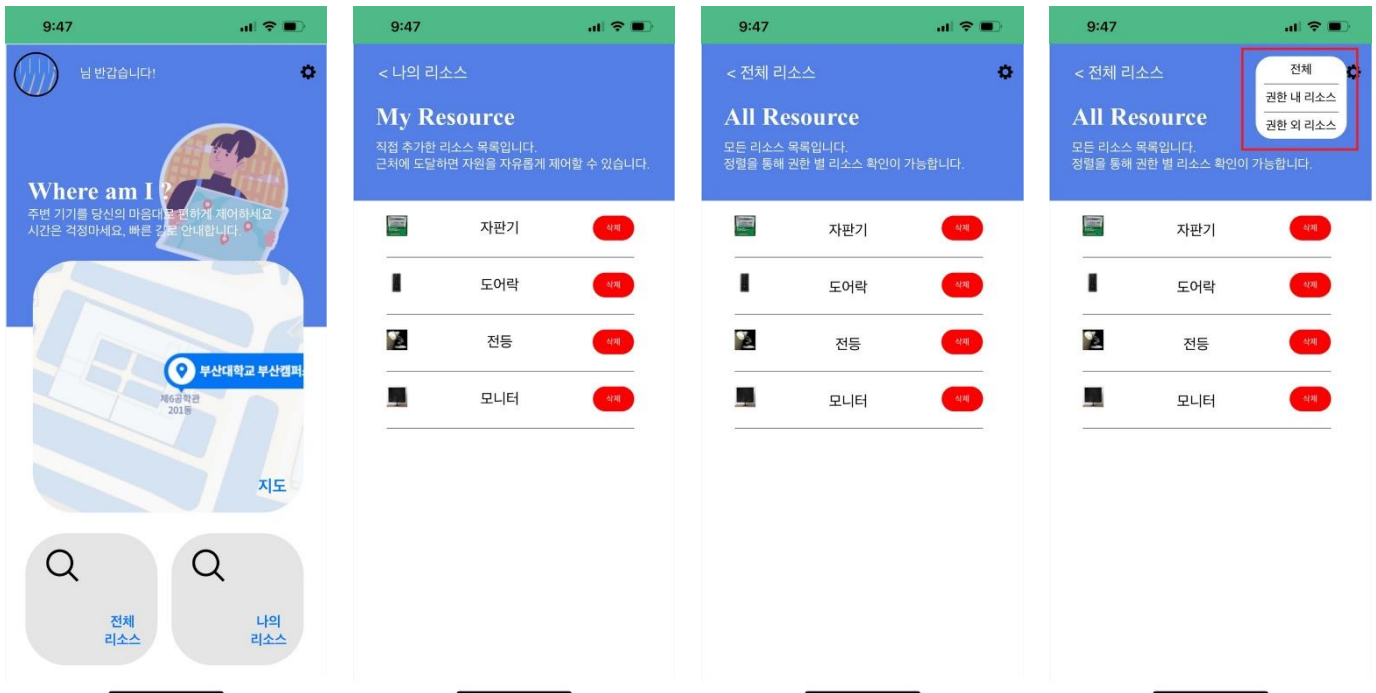 9:47
님 반갑습니다!
Where am I ?
주변 기기를 당신의 마음대로 편하게 제어하세요
시간은 걱정마세요, 빠른 길로 안내합니다.
부산대학교 부산캠퍼
제6공학관
201동
지도
전체
리소스
나의
리소스
9:47
< 나의 리소스
My Resource
직접 추가한 리소스 목록입니다.
근처에 도달하면 자원을 자유롭게 제어할 수 있습니다.
자판기 삭제
도어락 삭제
전등 삭제
모니터 삭제
9:47
< 전체 리소스
All Resource
모든 리소스 목록입니다.
정렬을 통해 권한 별 리소스 확인이 가능합니다.
자판기 삭제
도어락 삭제
전등 삭제
모니터 삭제
9:47
< 전체 리소스
전체
권한 내 리소스
권한 외 리소스
All Resource
모든 리소스 목록입니다.
정렬을 통해 권한 별 리소스 확인이 가능합니다.
자판기 삭제
도어락 삭제
전등 삭제
모니터 삭제